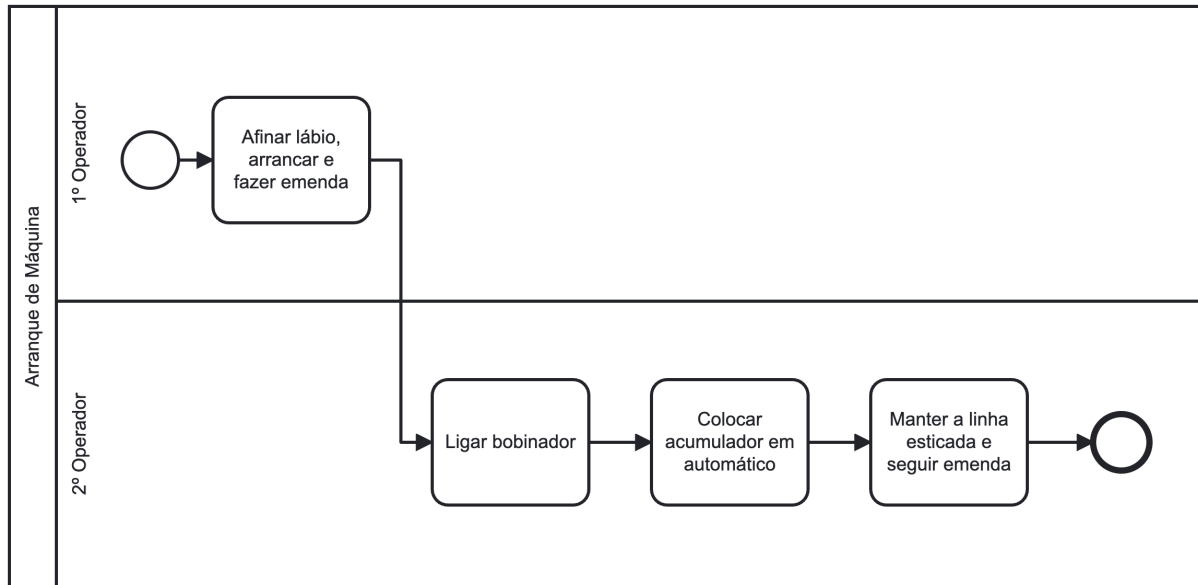 Arranque de Máquina
1º Operador
Afinar lábio,
arrancar e
fazer emenda
2º Operador
Ligar bobinador
Colocar
acumulador em
automático
Manter a linha
esticada e
seguir emenda